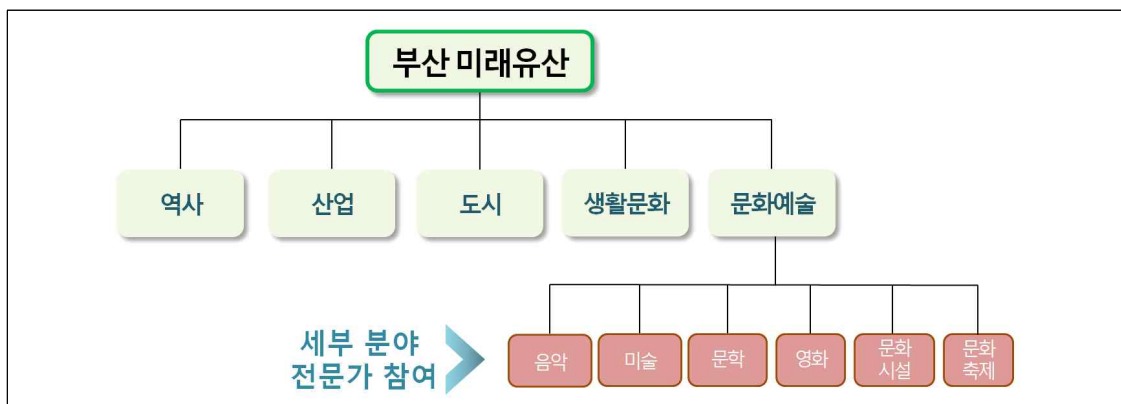 부산 미래유산
역사
산업
도시
생활문화
문화예술
세부 분야
전문가 참여
음악
미술
문학
영화
문화
시설
문화
축제